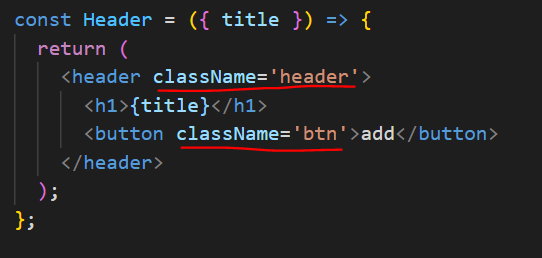 const Header = ({ title }) => {
return (
<header className='header'>
<h1>{title}</h1>
<button className='btn'>add</button>
</header>
);
};